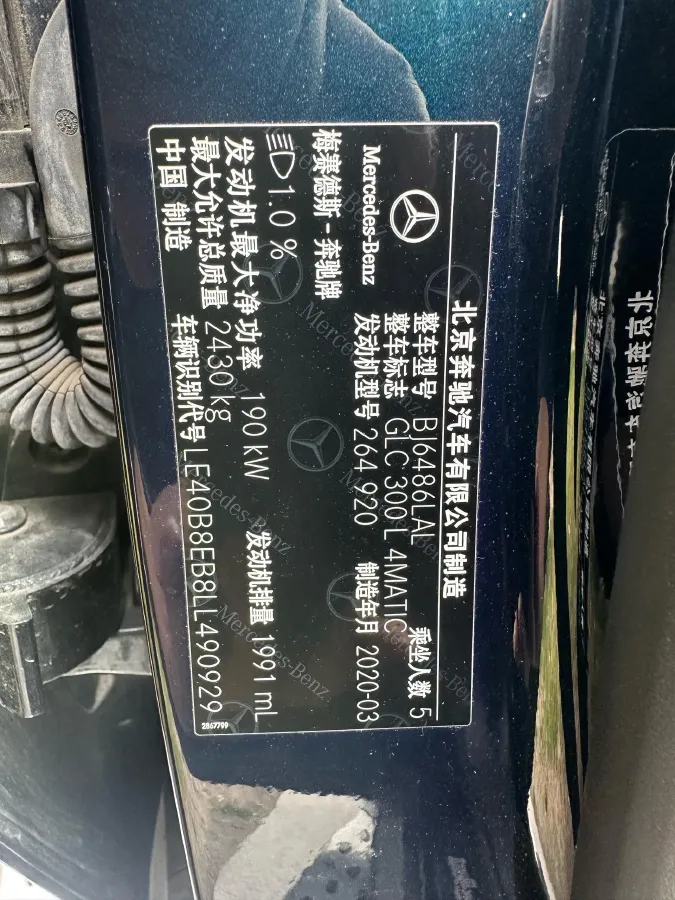 北京奔驰汽车有限公司制造
Mercedes-Benz
梅赛德斯-奔驰牌
整车型号 BJ6486LAL 乘坐人数 5
整车标志 GLC 300 L 4MATIC
发动机型号 264 920 制造年月 2020-03
1.0 %
发动机最大净功率 190 kW 发动机排量 1991 mL
最大允许总质量 2430 kg
中国 制造 车辆识别代号 LE40B8EB8LL490929
2867799